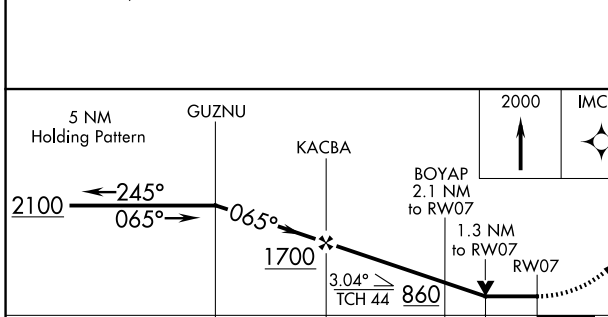 5 NM
Holding Pattern
GUZNU
KACBA
2000
IMC
BOYAP
2.1 NM
to RW07
1.3 NM
to RW07
RW07
2100
245°
065°
065°
1700
3.04°
TCH 44
860